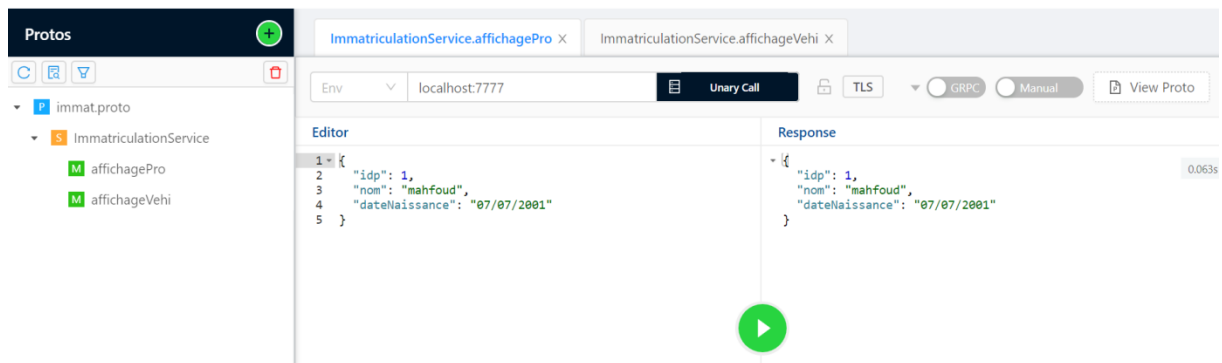 Protos
ImmatriculationService.affichagePro ×
ImmatriculationService.affichageVehi ×
Env
localhost:7777
Unary Call
TLS
GRPC
Manual
View Proto
P immat.proto
S ImmatriculationService
M affichagePro
M affichageVehi
Editor
1 {
2 "idp": 1,
3 "nom": "mahfoud",
4 "dateNaissance": "07/07/2001"
5 }
Response
{
"idp": 1,
"nom": "mahfoud",
"dateNaissance": "07/07/2001"
}
0.063s